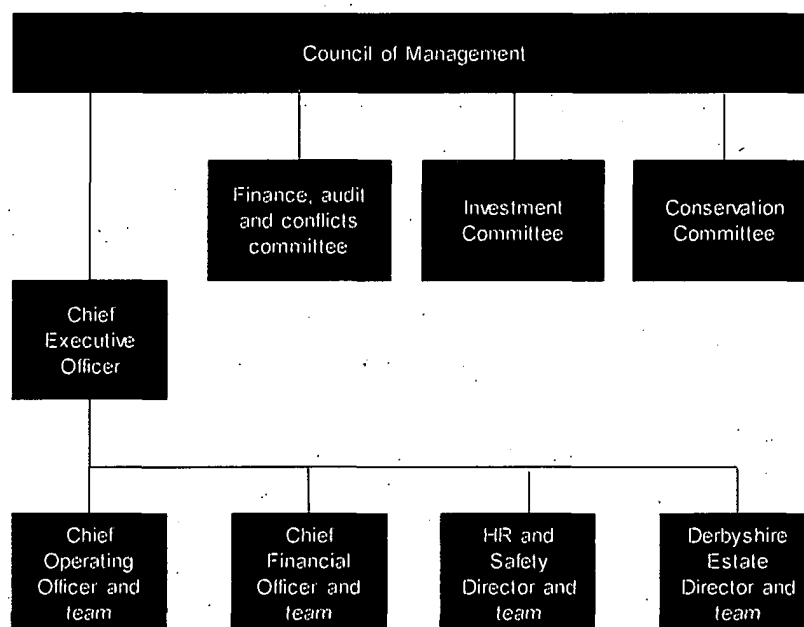 Council of Management
Finance, audit
and conflicts
committee
Investment
Committee
Conservation
Committee
Chief
Executive
Officer
Chief
Operating
Officer and
team
Chief
Financial
Officer and
team
HR and
Safety
Director and
team
Derbyshire
Estate
Director and
team